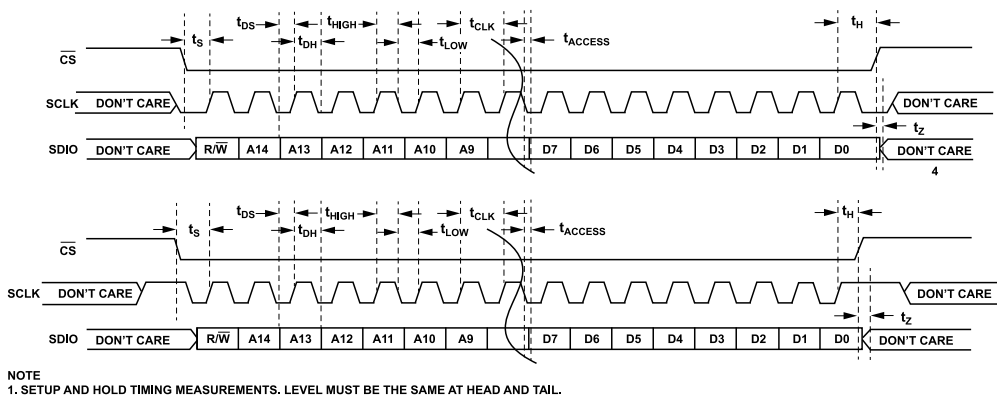 tDS tHIGH tCLK tH
tS tDH tLOW tACCESS
CS
SCLK DON'T CARE DON'T CARE
tZ
SDIO DON'T CARE R/W A14 A13 A12 A11 A10 A9 D7 D6 D5 D4 D3 D2 D1 D0 DON'T CARE
4
tDS tHIGH tCLK tH
tS tDH tLOW tACCESS
CS
SCLK DON'T CARE DON'T CARE
tZ
SDIO DON'T CARE R/W A14 A13 A12 A11 A10 A9 D7 D6 D5 D4 D3 D2 D1 D0 DON'T CARE
NOTE
1. SETUP AND HOLD TIMING MEASUREMENTS. LEVEL MUST BE THE SAME AT HEAD AND TAIL.